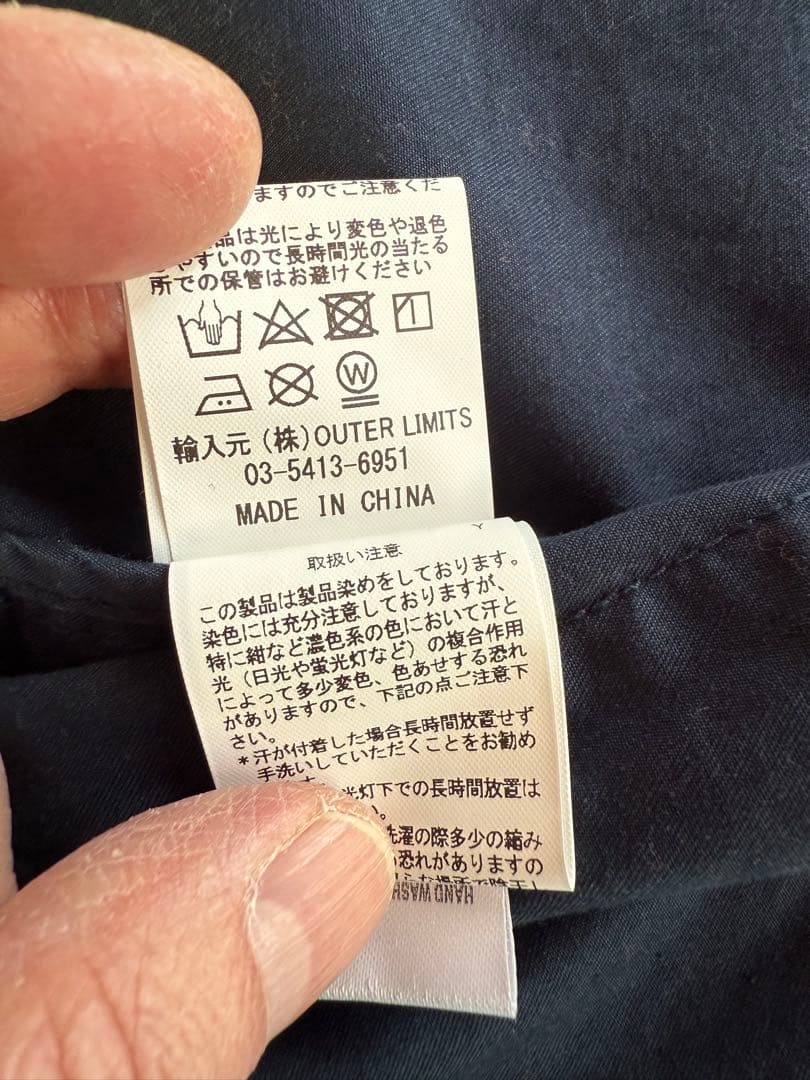 ますのでご注意くだ
品は光により変色や退色
やすいので長時間光の当たる
所での保管はお避けください
W
輸入元 (株)OUTER LIMITS
03-5413-6951
MADE IN CHINA
取扱い注意
この製品は製品染めをしております。
染色には充分注意しておりますが、
特に紺など濃色系の色において汗と
光（日光や蛍光灯など）の複合作用
によって多少変色、色あせする恐れ
がありますので、下記の点ご注意下
さい。
*汗が付着した場合長時間放置せず
手洗いしていただくことをお勧め
光灯下での長時間放置は
い。
洗濯の際多少の縮み
恐れがありますの
HAND WASH